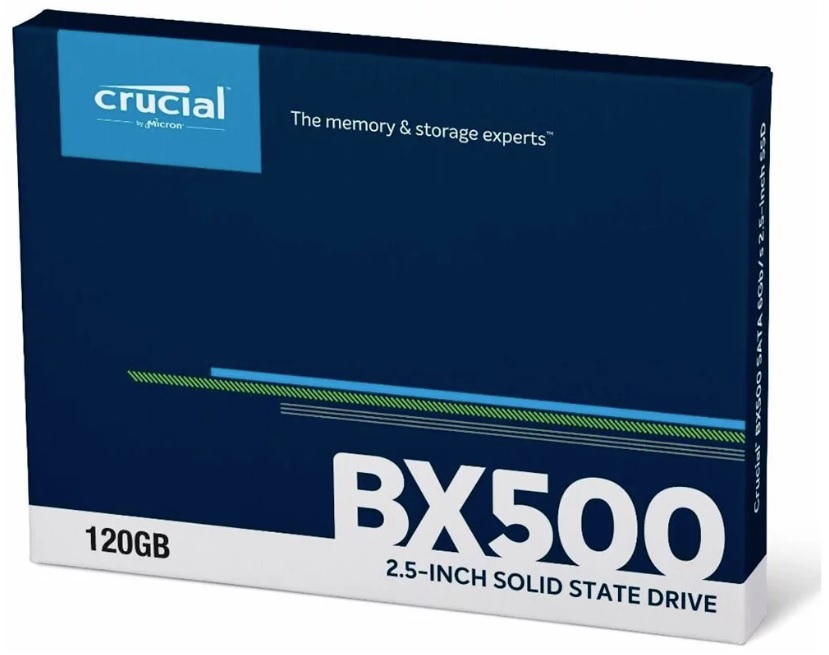 crucial™
by Micron®
The memory & storage experts™
BX500
120GB
2.5-INCH SOLID STATE DRIVE
Crucial® BX500 SATA 6Gb/s 2.5-inch SSD